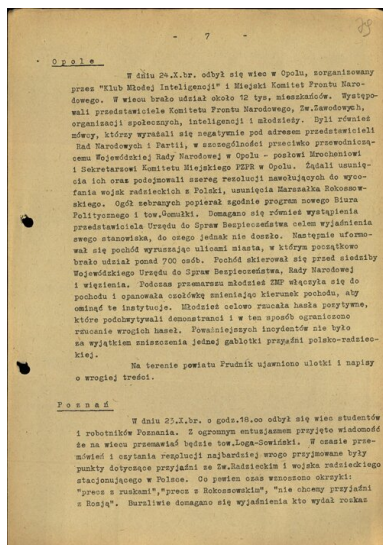 - 7 -
Opole
W dniu 24.X.br. odbył się wiec w Opolu, zorganizowany
przez "Klub Młodej Inteligencji" i Miejski Komitet Frontu Naro-
dowego. W wiecu brało udział około 12 tys. mieszkańców. Występo-
wali przedstawiciele Komitetu Frontu Narodowego, Zw.Zawodowych,
organizacji społecznych, inteligencji i młodzieży. Byli również
mówcy, którzy wyrażali się negatywnie pod adresem przedstawicieli
Rad Narodowych i Partii, w szczególności przeciwko przewodniczą-
cemu Wojewódzkiej Rady Narodowej w Opolu - posłowi Mrocheniowi
i Sekretarzowi Komitetu Miejskiego PZPR w Opolu. Żądali usunię-
cia ich oraz podejmowali szereg rezolucji nawołujących do wyco-
fania wojsk radzieckich z Polski, usunięcia Marszałka Rokossow-
skiego. Ogół zebranych popierał zgodnie program nowego Biura
Politycznego i tow.Gomułki. Domagano się również wystąpienia
przedstawiciela Urzędu do Spraw Bezpieczeństwa celem wyjaśnienia
swego stanowiska, do czego jednak nie doszło. Następnie uformo-
wał się pochód wyruszając ulicami miasta, w którym początkowo
brało udział ponad 700 osób. Pochód skierował się przed siedziby
Wojewódzkiego Urzędu do Spraw Bezpieczeństwa, Rady Narodowej
i więzienia. Podczas przemarszu młodzież ZMP włączyła się do
pochodu i opanowała czołówkę zmieniając kierunek pochodu, aby
ominąć te instytucje. Młodzież celowo rzucała hasła pozytywne,
które podchwytywali demonstranci i w ten sposób ograniczono
rzucanie wrogich haseł. Poważniejszych incydentów nie było
za wyjątkiem zniszczenia jednej gablotki przyjaźni polsko-radziec-
kiej.
Na terenie powiatu Prudnik ujawniono ulotki i napisy
o wrogiej treści.
Poznań
W dniu 23.X.br. o godz.18.oo odbył się wiec studentów
i robotników Poznania. Z ogromnym entuzjazmem przyjęto wiadomość
że na wiecu przemawiać będzie tow.Loga-Sowiński. W czasie prze-
mówień i czytania rezolucji najbardziej wrogo przyjmowane były
punkty dotyczące przyjaźni ze Zw.Radzieckim i wojska radzieckiego
stacjonującego w Polsce. Co pewien czas wznoszono okrzyki:
"precz z ruskami","precz z Rokossowskim", "nie chcemy przyjaźni
z Rosją". Burzliwie domagano się wyjaśnienia kto wydał rozkaz